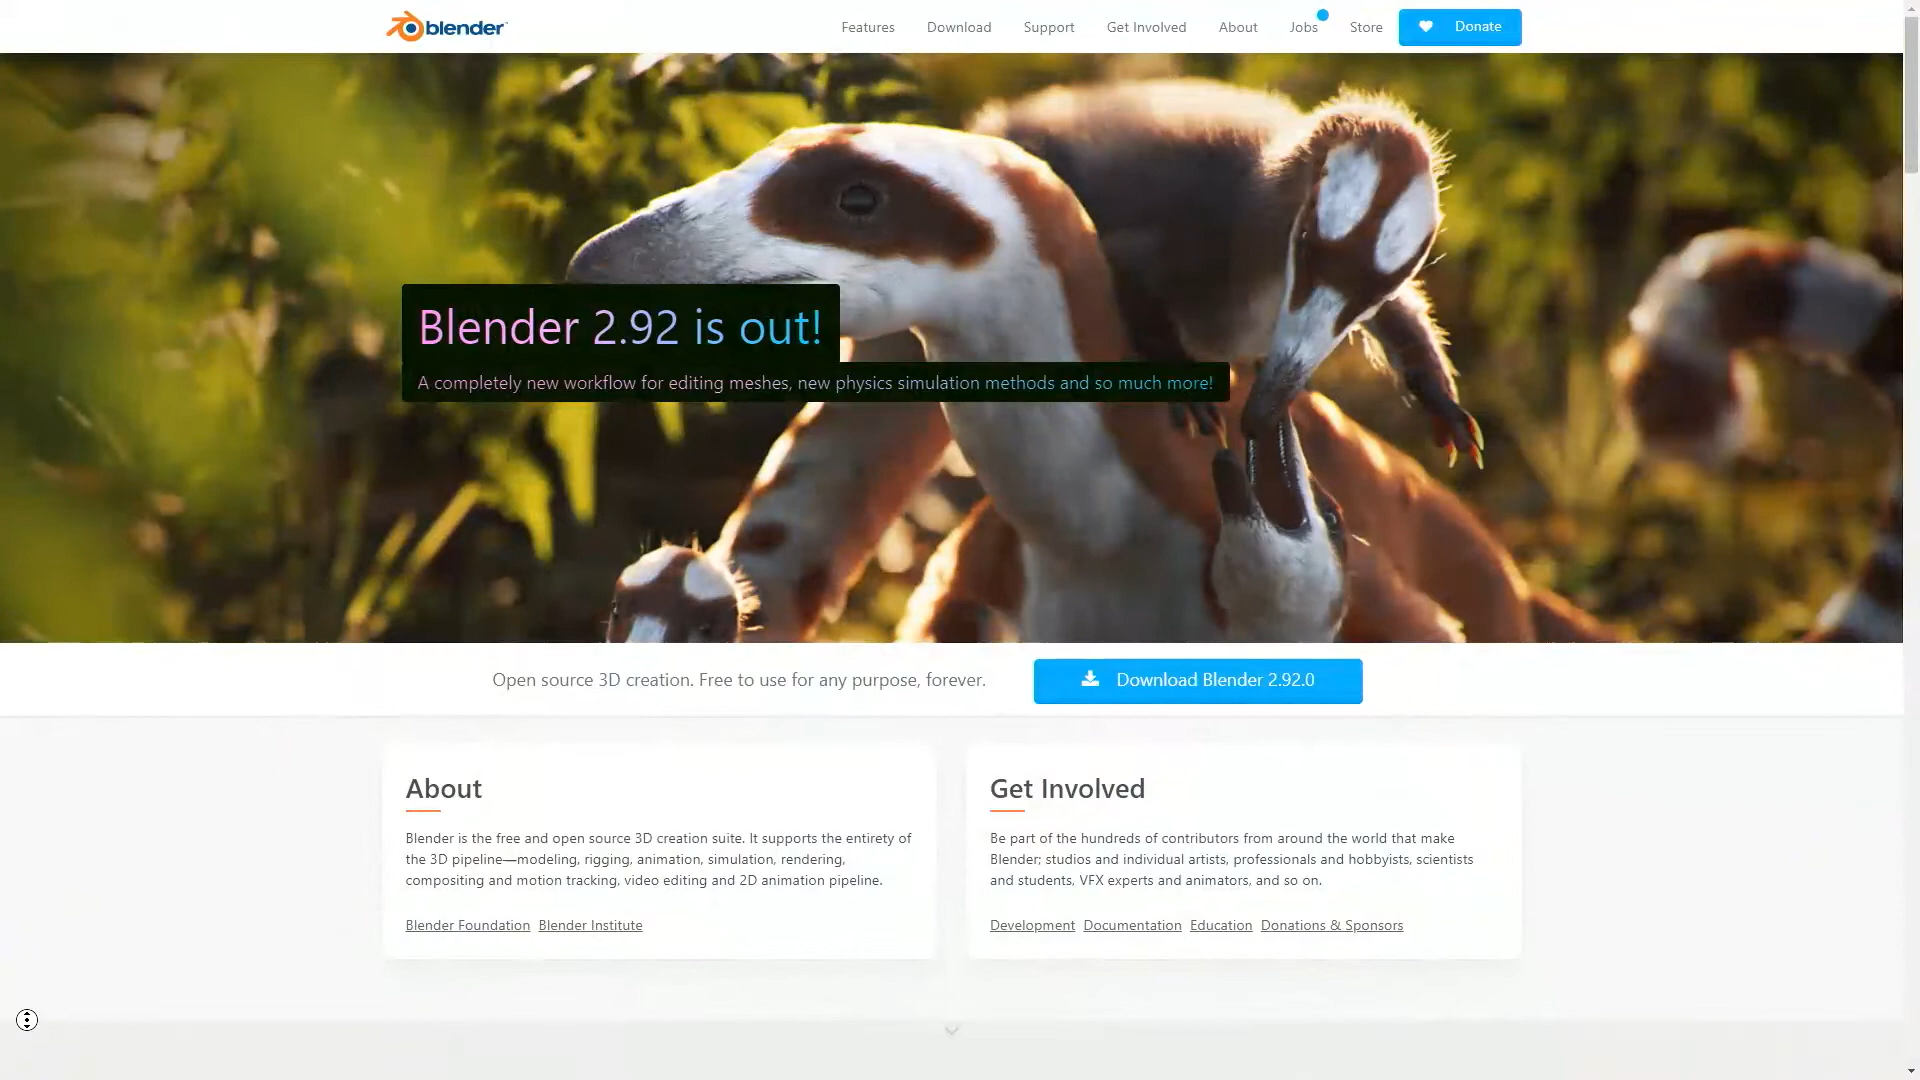 blender
Features Download Support Get Involved About Jobs Store Donate
Blender 2.92 is out!
A completely new workflow for editing meshes, new physics simulation methods and so much more!
Open source 3D creation. Free to use for any purpose, forever.
Download Blender 2.92.0
About
Blender is the free and open source 3D creation suite. It supports the entirety of
the 3D pipeline—modeling, rigging, animation, simulation, rendering,
compositing and motion tracking, video editing and 2D animation pipeline.
Blender Foundation Blender Institute
Get Involved
Be part of the hundreds of contributors from around the world that make
Blender; studios and individual artists, professionals and hobbyists, scientists
and students, VFX experts and animators, and so on.
Development Documentation Education Donations & Sponsors